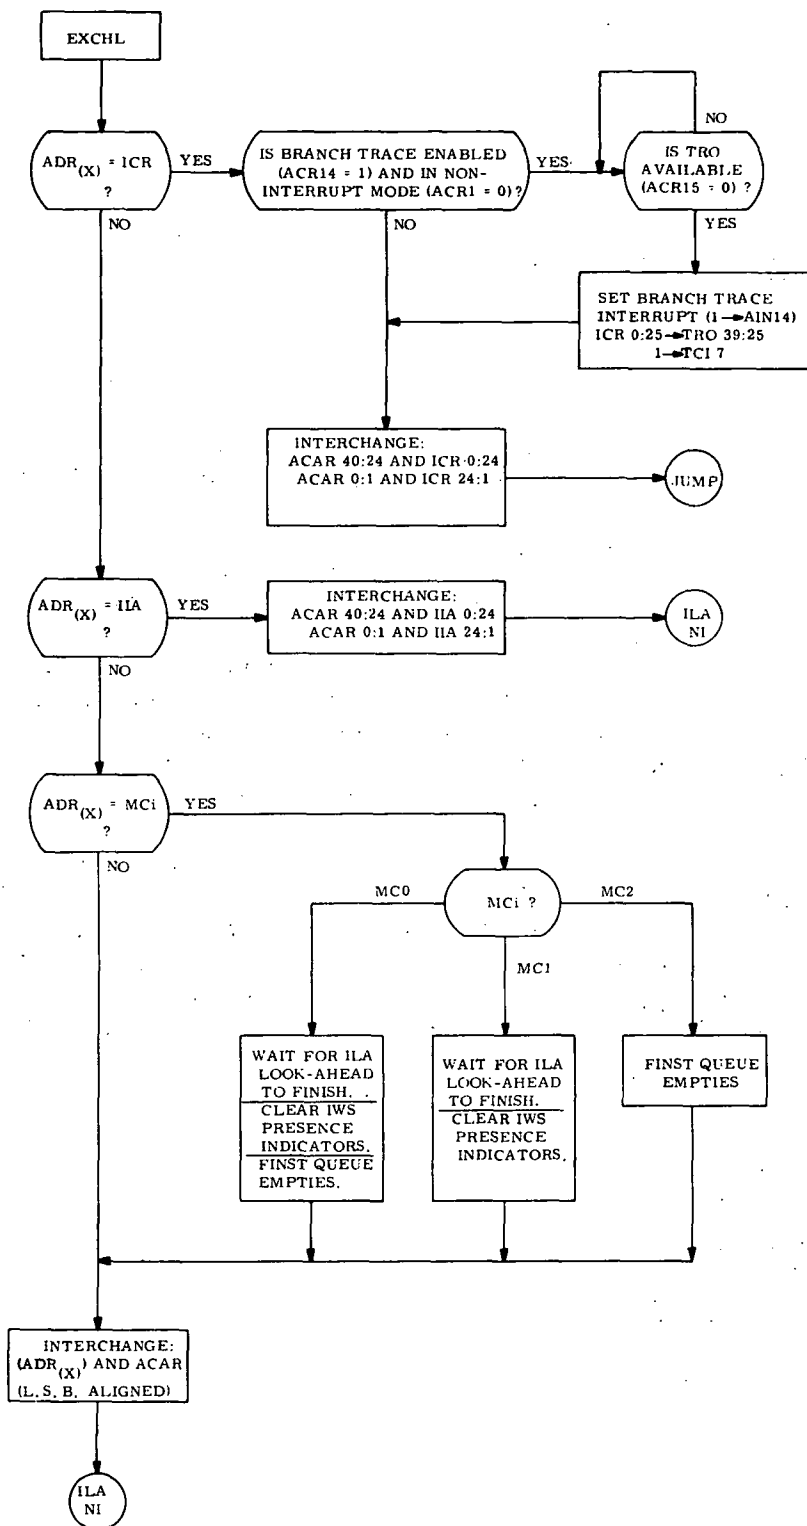 EXCHL
ADR(X) = ICR
?
YES
NO
IS BRANCH TRACE ENABLED
(ACR14 = 1) AND IN NON-
INTERRUPT MODE (ACR1 = 0)?
YES
NO
NO
IS TRO
AVAILABLE
(ACR15 = 0) ?
YES
SET BRANCH TRACE
INTERRUPT (1→AIN14)
ICR 0:25→TRO 39:25
1→TCI 7
INTERCHANGE:
ACAR 40:24 AND ICR 0:24
ACAR 0:1 AND ICR 24:1
JUMP
ADR(X) = IIA
?
YES
NO
INTERCHANGE:
ACAR 40:24 AND IIA 0:24
ACAR 0:1 AND IIA 24:1
ILA
NI
ADR(X) = MCi
?
YES
NO
MCi ?
MC0
MC2
MC1
WAIT FOR ILA
LOOK-AHEAD
TO FINISH.
CLEAR IWS
PRESENCE
INDICATORS.
FINST QUEUE
EMPTIES.
WAIT FOR ILA
LOOK-AHEAD
TO FINISH.
CLEAR IWS
PRESENCE
INDICATORS.
FINST QUEUE
EMPTIES
INTERCHANGE:
(ADR(X)) AND ACAR
(L.S.B. ALIGNED)
ILA
NI